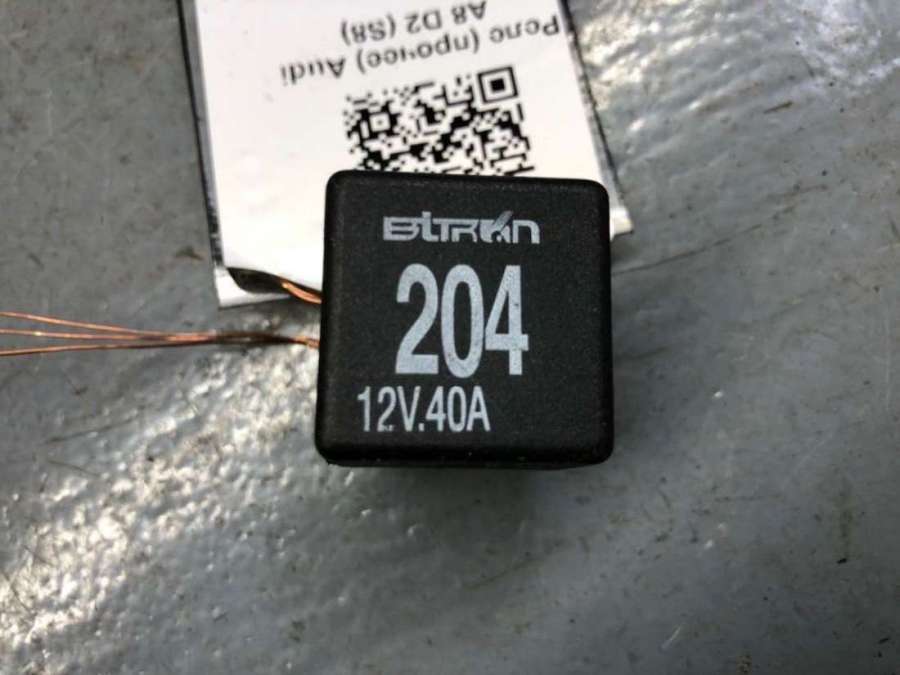 Реле (прочее) Audi
A8 D2 (S8)
BITRON
204
12V.40A